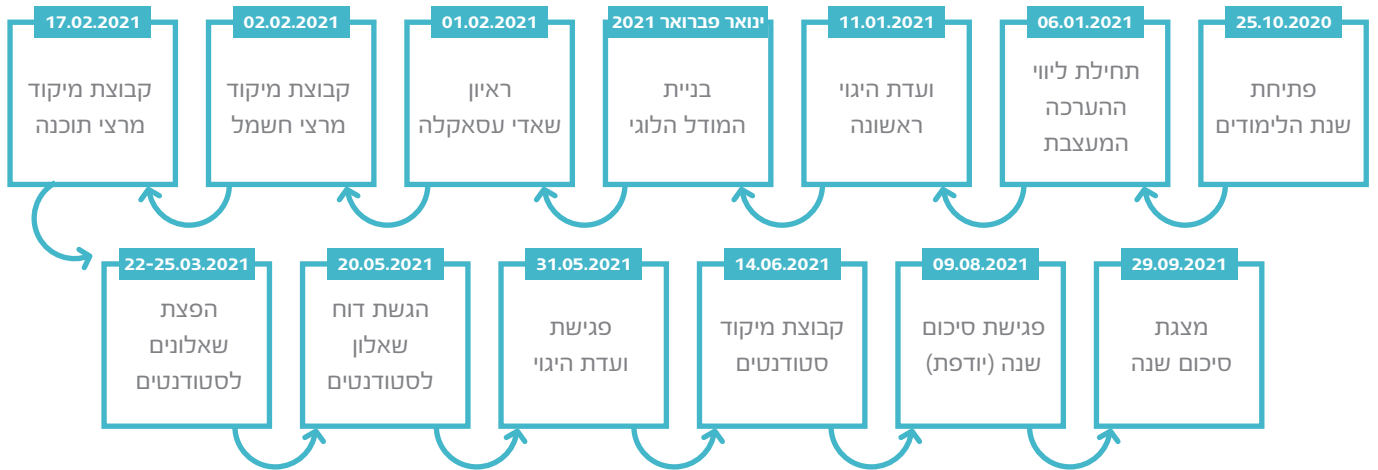 25.10.2020
פתיחת
שנת הלימודים
06.01.2021
תחילת ליווי
ההערכה
המעצבת
11.01.2021
ועדת היגוי
ראשונה
ינואר פברואר 2021
בניית
המודל הלוגי
01.02.2021
ראיון
שאדי עסאקלה
02.02.2021
קבוצת מיקוד
מרצי חשמל
17.02.2021
קבוצת מיקוד
מרצי תוכנה
22-25.03.2021
הפצת
שאלונים
לסטודנטים
20.05.2021
הגשת דוח
שאלון
לסטודנטים
31.05.2021
פגישת
ועדת היגוי
14.06.2021
קבוצת מיקוד
סטודנטים
09.08.2021
פגישת סיכום
שנה (יודפת)
29.09.2021
מצגת
סיכום שנה